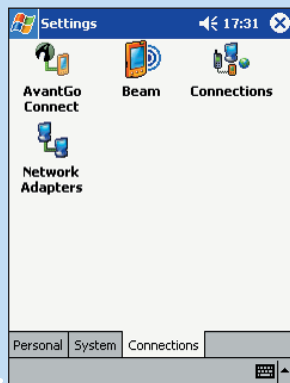 Settings 17:31
AvantGo Connect
Beam
Connections
Network Adapters
Personal System Connections